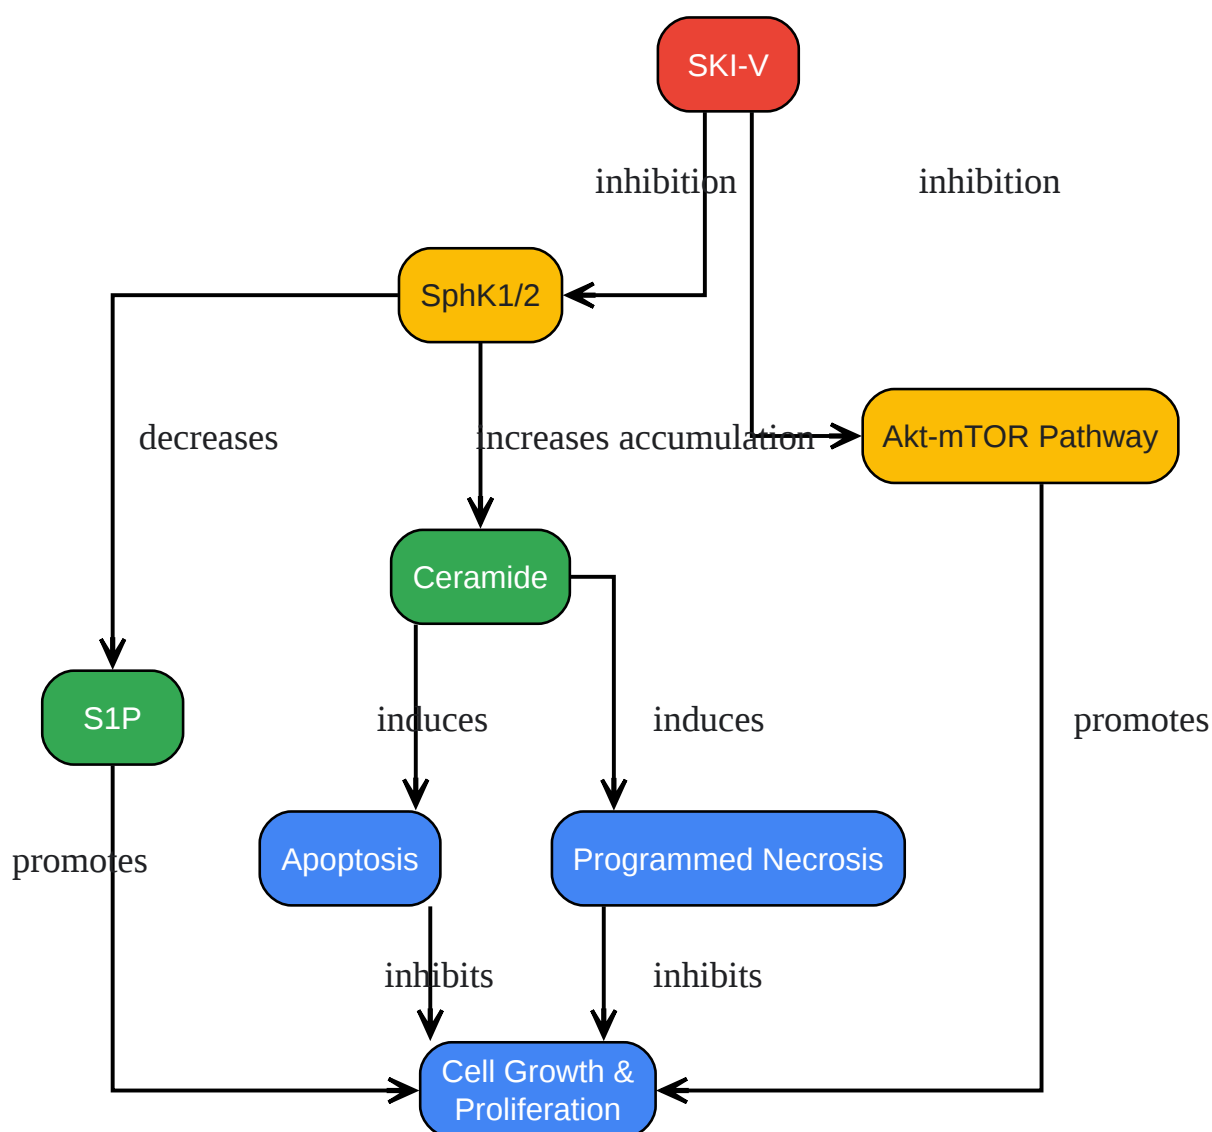 SKI-V
inhibition
inhibition
SphK1/2
decreases
increases accumulation
Akt-mTOR Pathway
Ceramide
S1P
induces
induces
promotes
promotes
Apoptosis
Programmed Necrosis
inhibits
inhibits
Cell Growth &
Proliferation